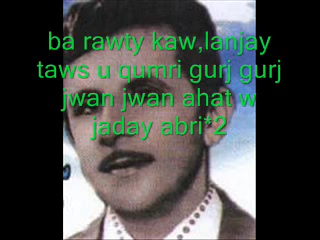 ba rawty kaw,lanjay
taws u qumri gurj gurj
jwan jwan ahat w
jaday abri*2